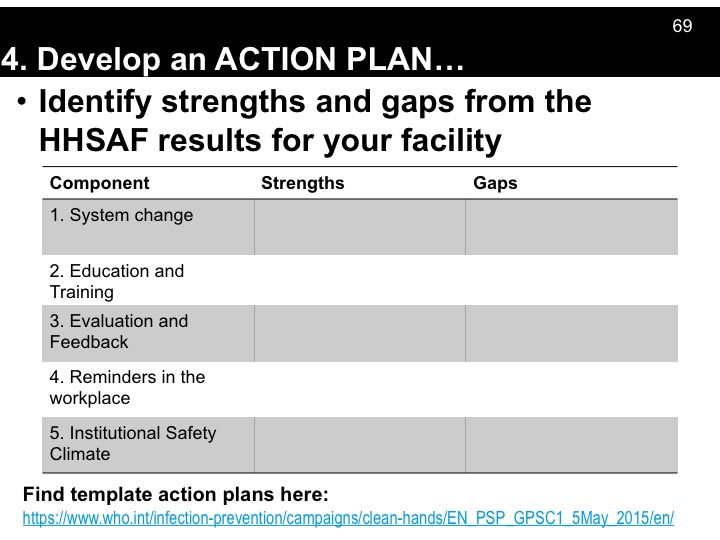 69
4. Develop an ACTION PLAN…
• Identify strengths and gaps from the
HHSAF results for your facility
Component Strengths Gaps
1. System change
2. Education and
Training
3. Evaluation and
Feedback
4. Reminders in the
workplace
5. Institutional Safety
Climate
Find template action plans here:
https://www.who.int/infection-prevention/campaigns/clean-hands/EN_PSP_GPSC1_5May_2015/en/